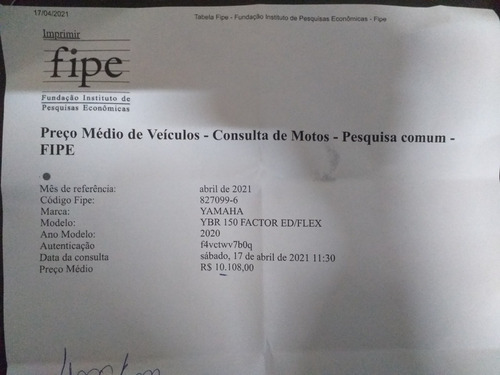 17/04/2021 Tabela Fipe - Fundação Instituto de Pesquisas Econômicas - Fipe
Imprimir
fipe
Fundação Instituto de
Pesquisas Econômicas
Preço Médio de Veículos - Consulta de Motos - Pesquisa comum -
FIPE
Mês de referência: abril de 2021
Código Fipe: 827099-6
Marca: YAMAHA
Modelo: YBR 150 FACTOR ED/FLEX
Ano Modelo: 2020
Autenticação f4vctwv7b0q
Data da consulta sábado, 17 de abril de 2021 11:30
Preço Médio R$ 10.108,00